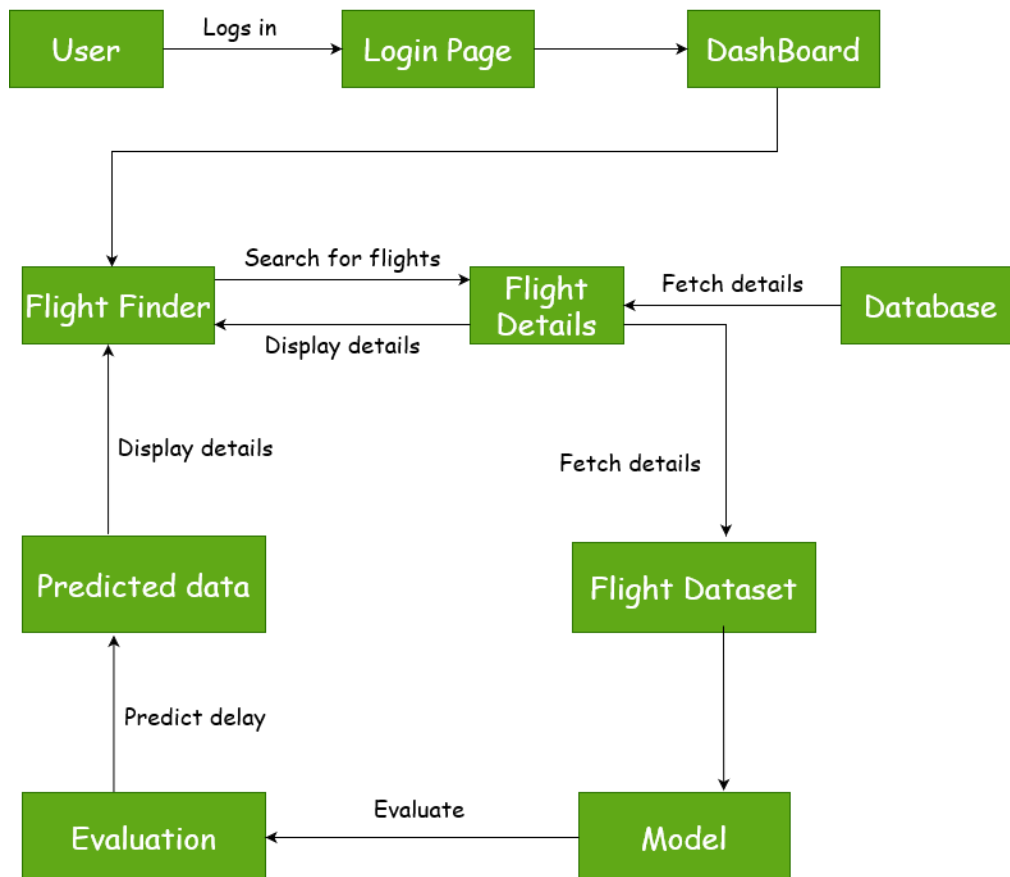 User
Logs in
Login Page
DashBoard
Flight Finder
Search for flights
Display details
Flight
Details
Fetch details
Database
Display details
Fetch details
Predicted data
Flight Dataset
Predict delay
Evaluation
Evaluate
Model